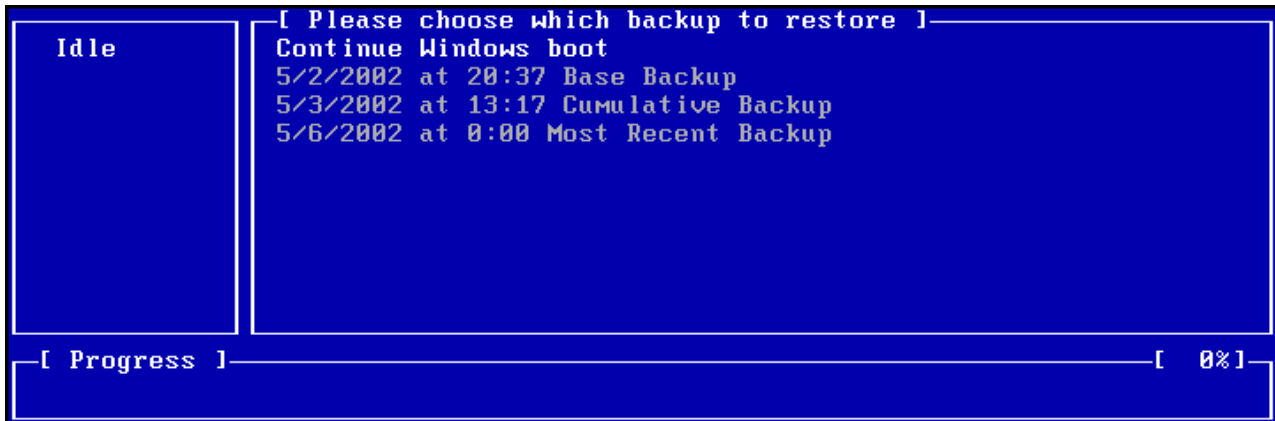 [ Please choose which backup to restore ]
Idle
Continue Windows boot
5/2/2002 at 20:37 Base Backup
5/3/2002 at 13:17 Cumulative Backup
5/6/2002 at 0:00 Most Recent Backup
[ Progress ] [ 0%]